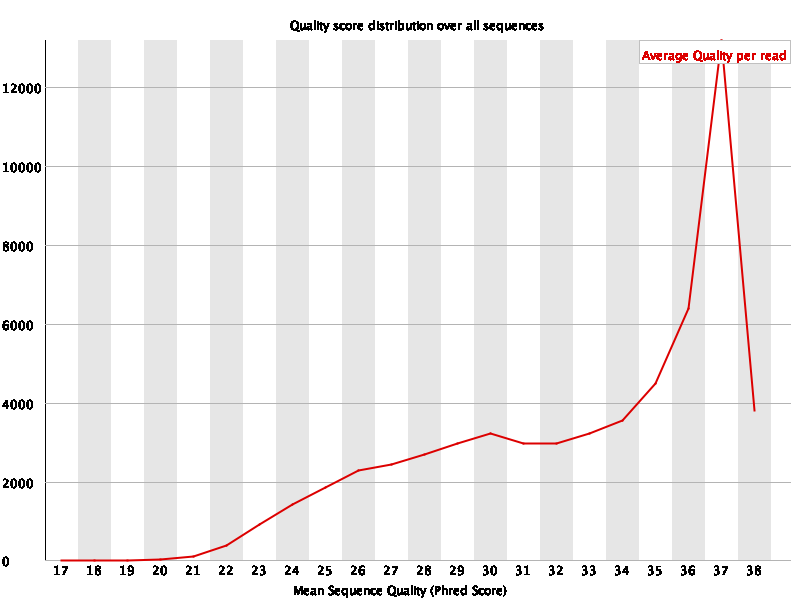 Quality score distribution over all sequences
Average Quality per read
12000
10000
8000
6000
4000
2000
0
17 18 19 20 21 22 23 24 25 26 27 28 29 30 31 32 33 34 35 36 37 38
Mean Sequence Quality (Phred Score)